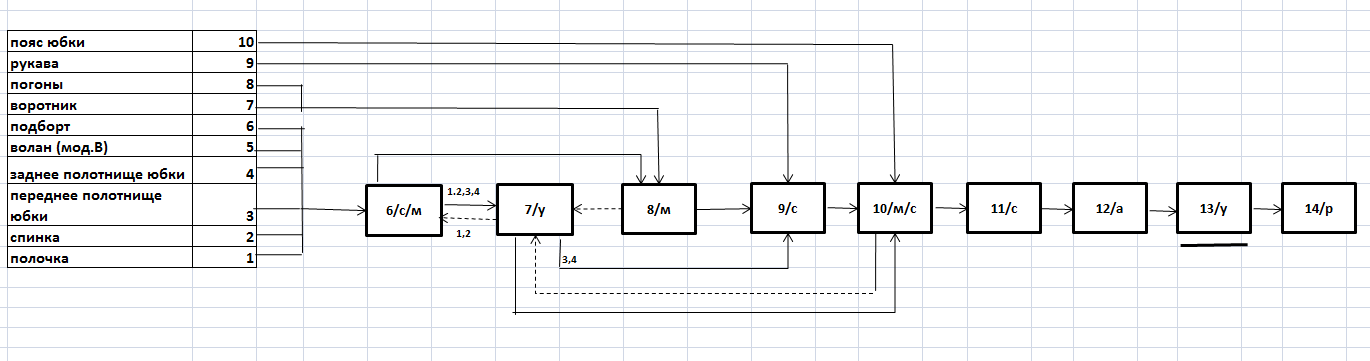 пояс юбки 10
рукава 9
погоны 8
воротник 7
подборт 6
волан (мод.В) 5
заднее полотнище юбки 4
переднее полотнище
юбки 3
спинка 2
полочка 1
1.2,3,4
6/с/м 7/у 8/м 9/с 10/м/с 11/с 12/а 13/у 14/р
1,2
3,4